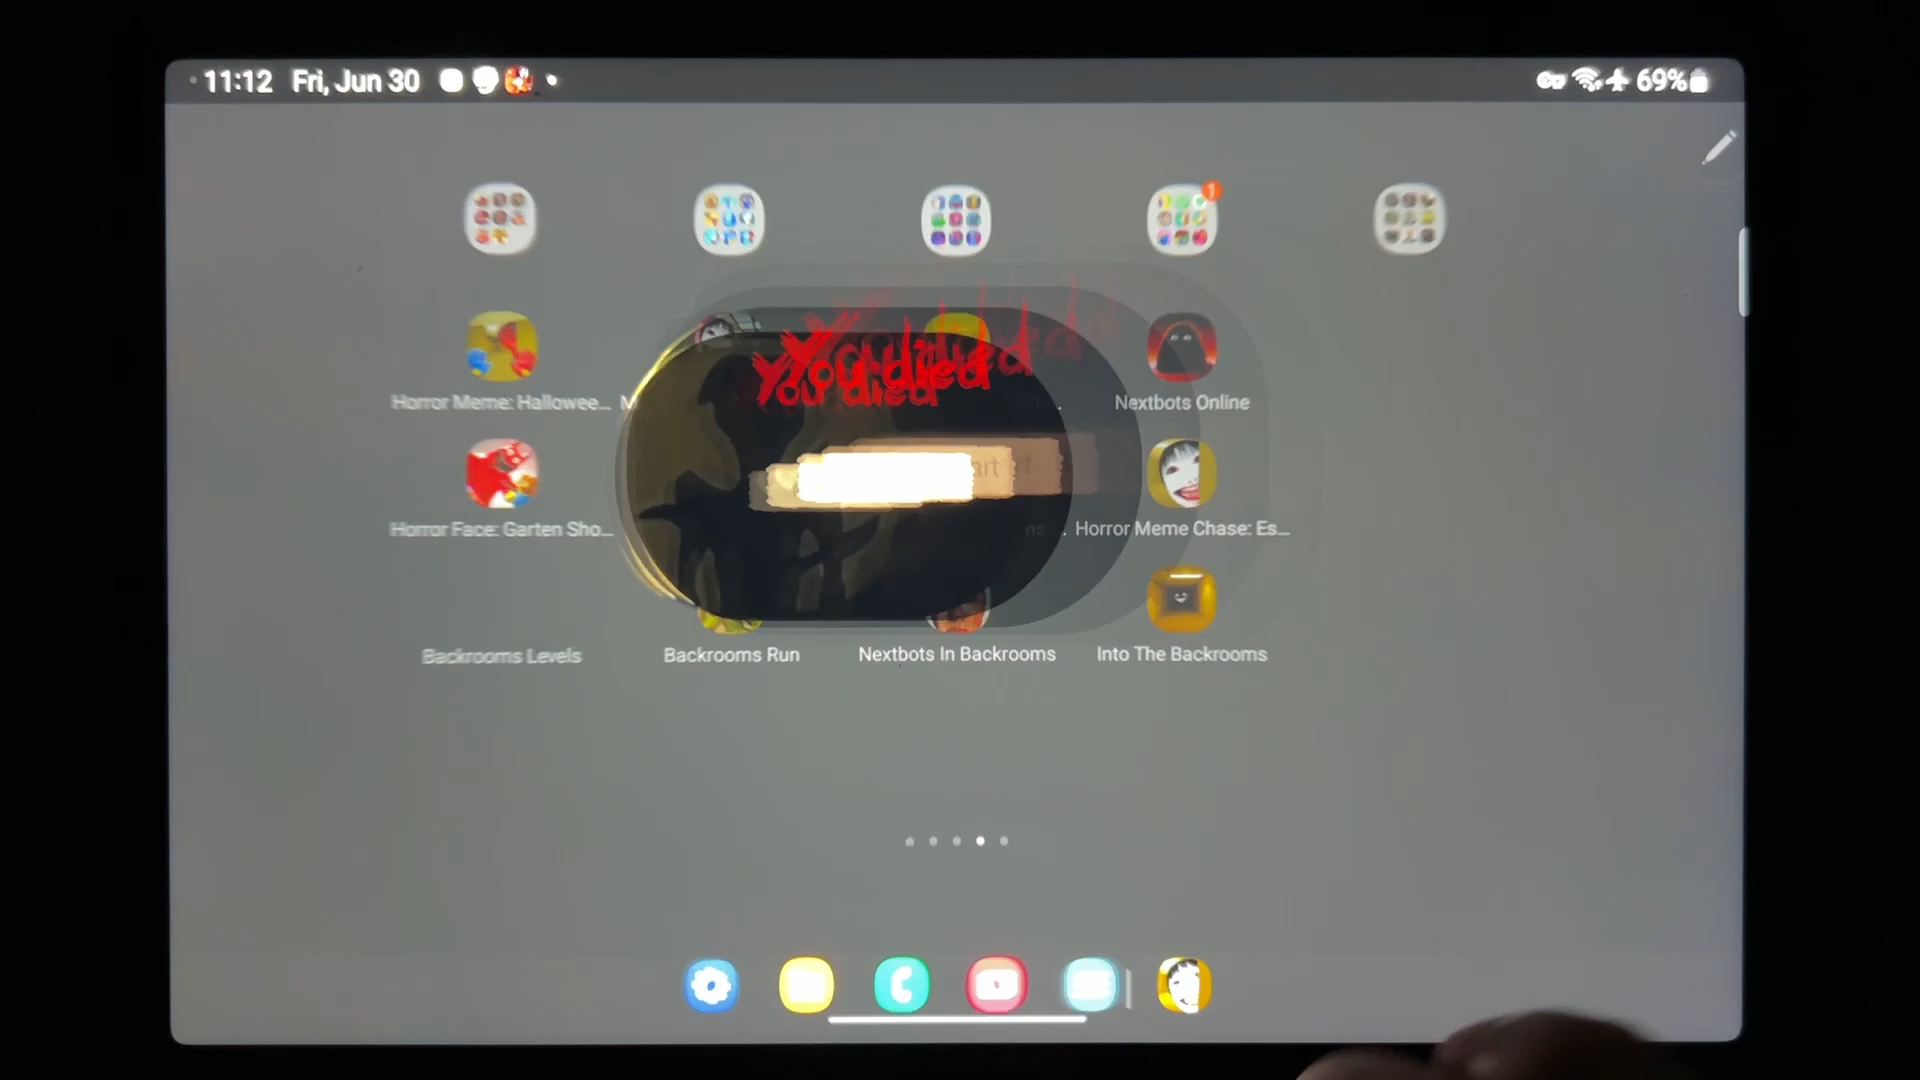 11:12 Fri, Jun 30
69%
1
You died
Horror Meme: Hallowee...
Nextbots Online
Horror Face: Garten Sho...
Horror Meme Chase: Es...
Backrooms Levels
Backrooms Run
Nextbots In Backrooms
Into The Backrooms